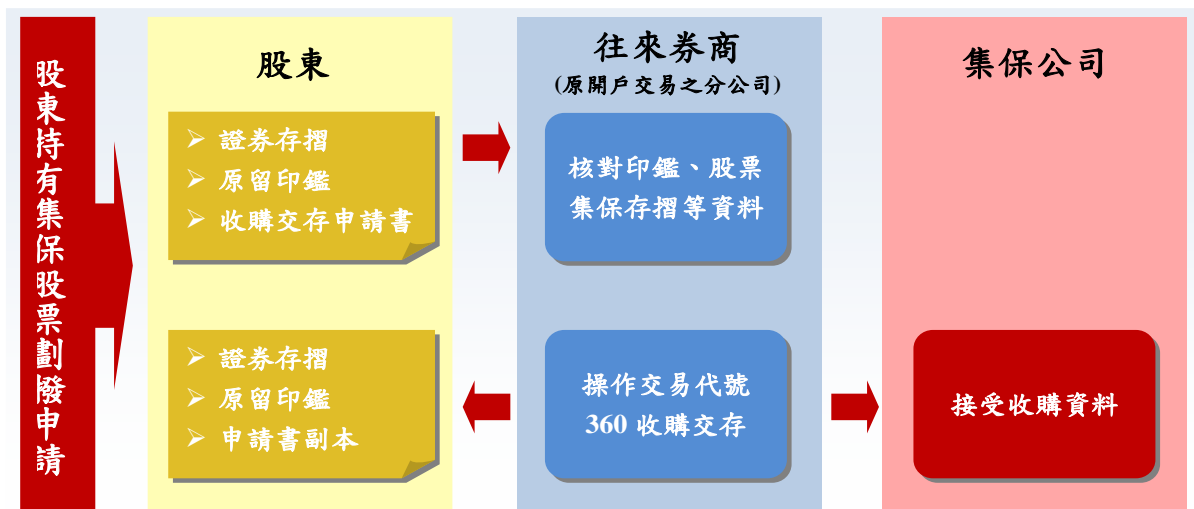 股東持有集保股票劃撥申請
股東
證券存摺
原留印鑑
收購交存申請書
往來券商
(原開戶交易之分公司)
核對印鑑、股票
集保存摺等資料
集保公司
證券存摺
原留印鑑
申請書副本
操作交易代號
360 收購交存
接受收購資料